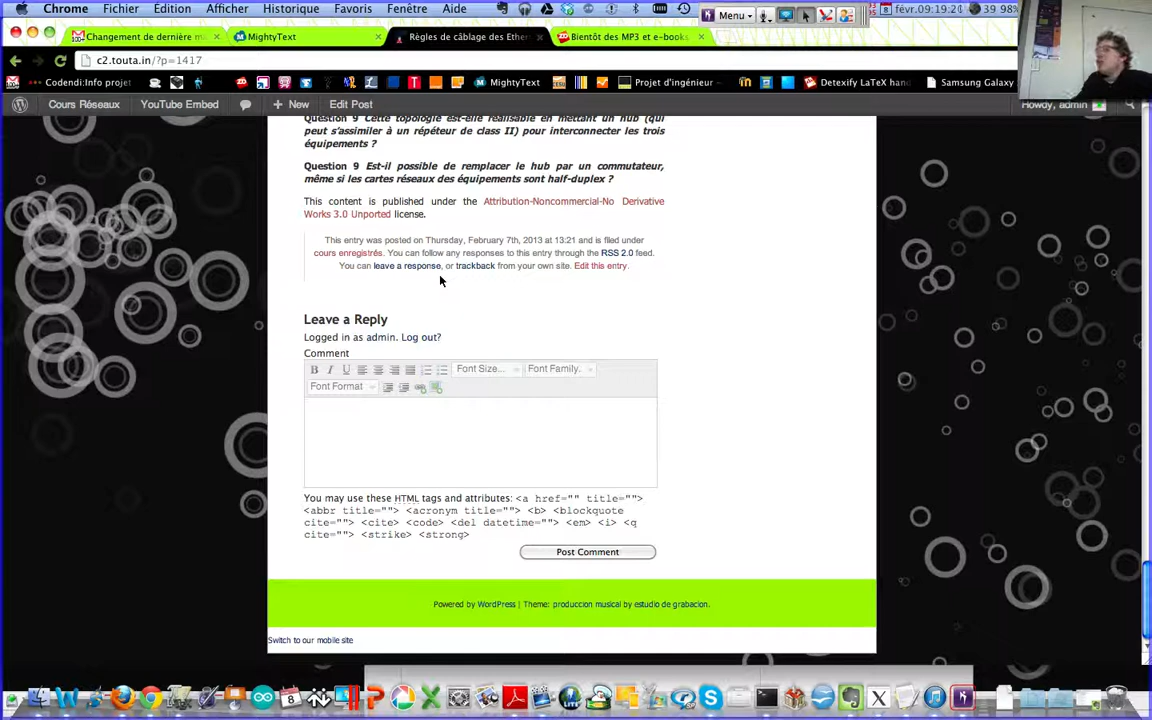 Chrome Fichier Édition Afficher Historique Favoris Fenêtre Aide Menu 8 févr.09:19:20 39 98%
Changement de dernière m MightyText Règles de câblage des Ether Bientôt des MP3 et e-books
c2.touta.in/?p=1417
Codendi:Info projet MightyText Projet d'ingénieur Detexify LaTeX han Samsung Galaxy
Cours Réseaux YouTube Embed + New Edit Post Howdy, admin
Question 9 Cette topologie est-elle réalisable en mettant un hub (qui
peut s'assimiler à un répéteur de class II) pour interconnecter les trois
équipements ?
Question 9 Est-il possible de remplacer le hub par un commutateur,
même si les cartes réseaux des équipements sont half-duplex ?
This content is published under the Attribution-Noncommercial-No Derivative
Works 3.0 Unported license.
This entry was posted on Thursday, February 7th, 2013 at 13:21 and is filed under
cours enregistrés. You can follow any responses to this entry through the RSS 2.0 feed.
You can leave a response, or trackback from your own site. Edit this entry.
Leave a Reply
Logged in as admin. Log out?
Comment
B I U Font Size... Font Family.
Font Format
You may use these HTML tags and attributes: <a href="" title="">
<abbr title=""> <acronym title=""> <b> <blockquote
cite=""> <cite> <code> <del datetime=""> <em> <i> <q
cite=""> <strike> <strong>
Post Comment
Powered by WordPress | Theme: produccion musical by estudio de grabacion.
Switch to our mobile site